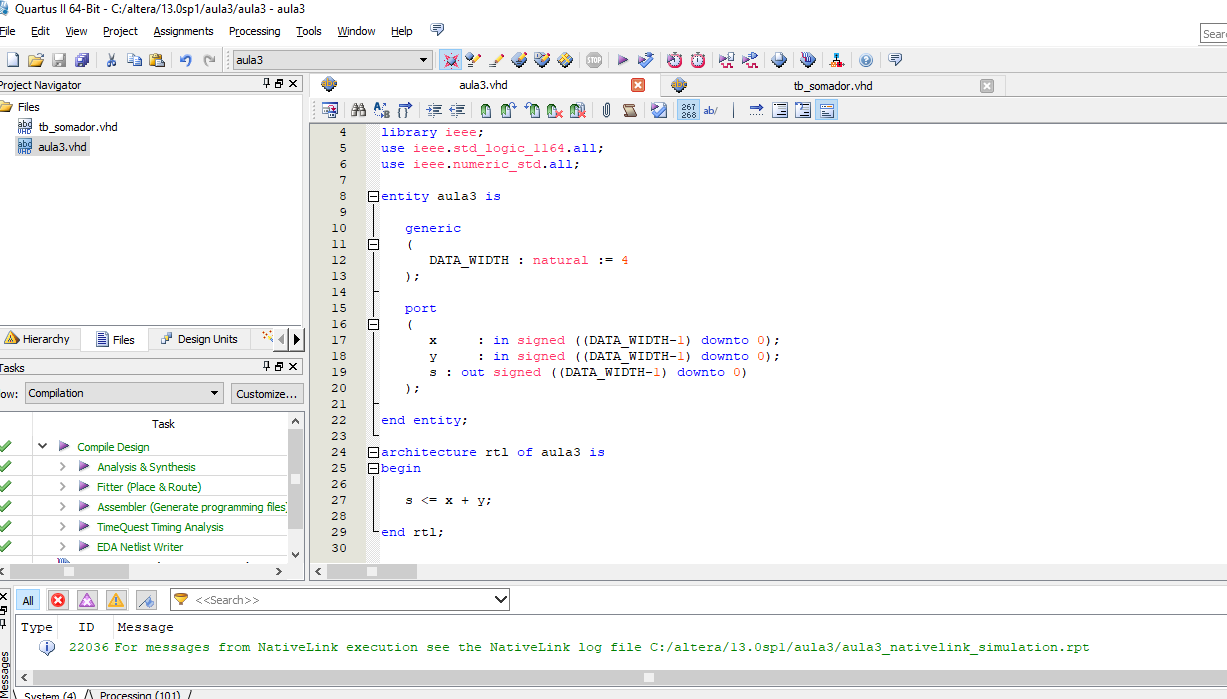 Quartus II 64-Bit - C:/altera/13.0sp1/aula3/aula3 - aula3
File Edit View Project Assignments Processing Tools Window Help
Sear
aula3
STOP
Project Navigator
Files
tb_somador.vhd
aula3.vhd
Hierarchy Files Design Units
Tasks
ow: Compilation Customize...
Task
Compile Design
Analysis & Synthesis
Fitter (Place & Route)
Assembler (Generate programming files)
TimeQuest Timing Analysis
EDA Netlist Writer
aula3.vhd tb_somador.vhd
267
268 ab/
4 library ieee;
5 use ieee.std_logic_1164.all;
6 use ieee.numeric_std.all;
7
8 entity aula3 is
9
10 generic
11 (
12 DATA_WIDTH : natural := 4
13 );
14
15 port
16 (
17 x : in signed ((DATA_WIDTH-1) downto 0);
18 y : in signed ((DATA_WIDTH-1) downto 0);
19 s : out signed ((DATA_WIDTH-1) downto 0)
20 );
21
22 end entity;
23
24 architecture rtl of aula3 is
25 begin
26
27 s <= x + y;
28
29 end rtl;
30
All <<Search>>
Type ID Message
22036 For messages from NativeLink execution see the NativeLink log file C:/altera/13.0sp1/aula3/aula3_nativelink_simulation.rpt
Messages
System (4) Processing (101)